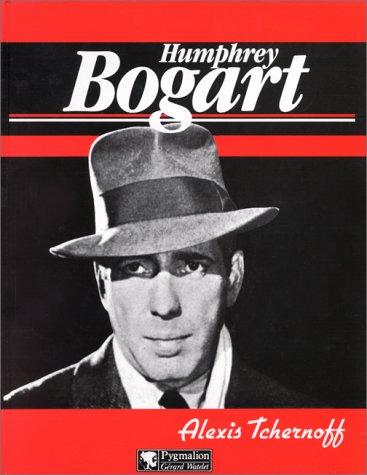 Humphrey
Bogart
Alexis Tchernoff
Pygmalion
Gérard Watelet